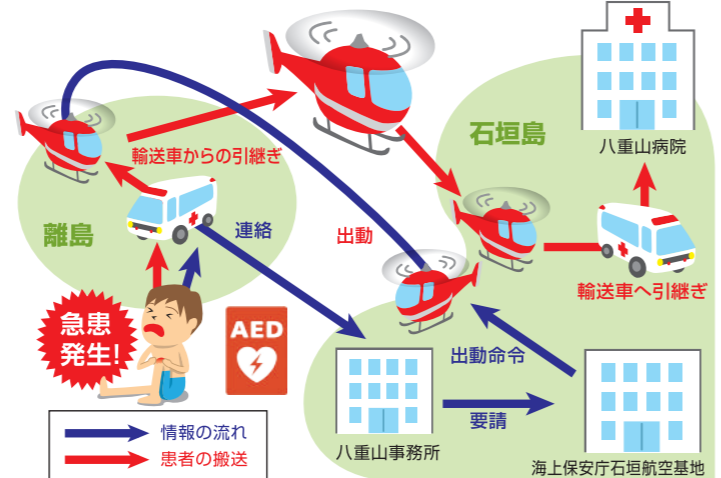 石垣島
八重山病院
輸送車からの引継ぎ
離島
連絡
出動
輸送車へ引継ぎ
急患
発生!
AED
出動命令
要請
八重山事務所
海上保安庁石垣航空基地
情報の流れ
患者の搬送